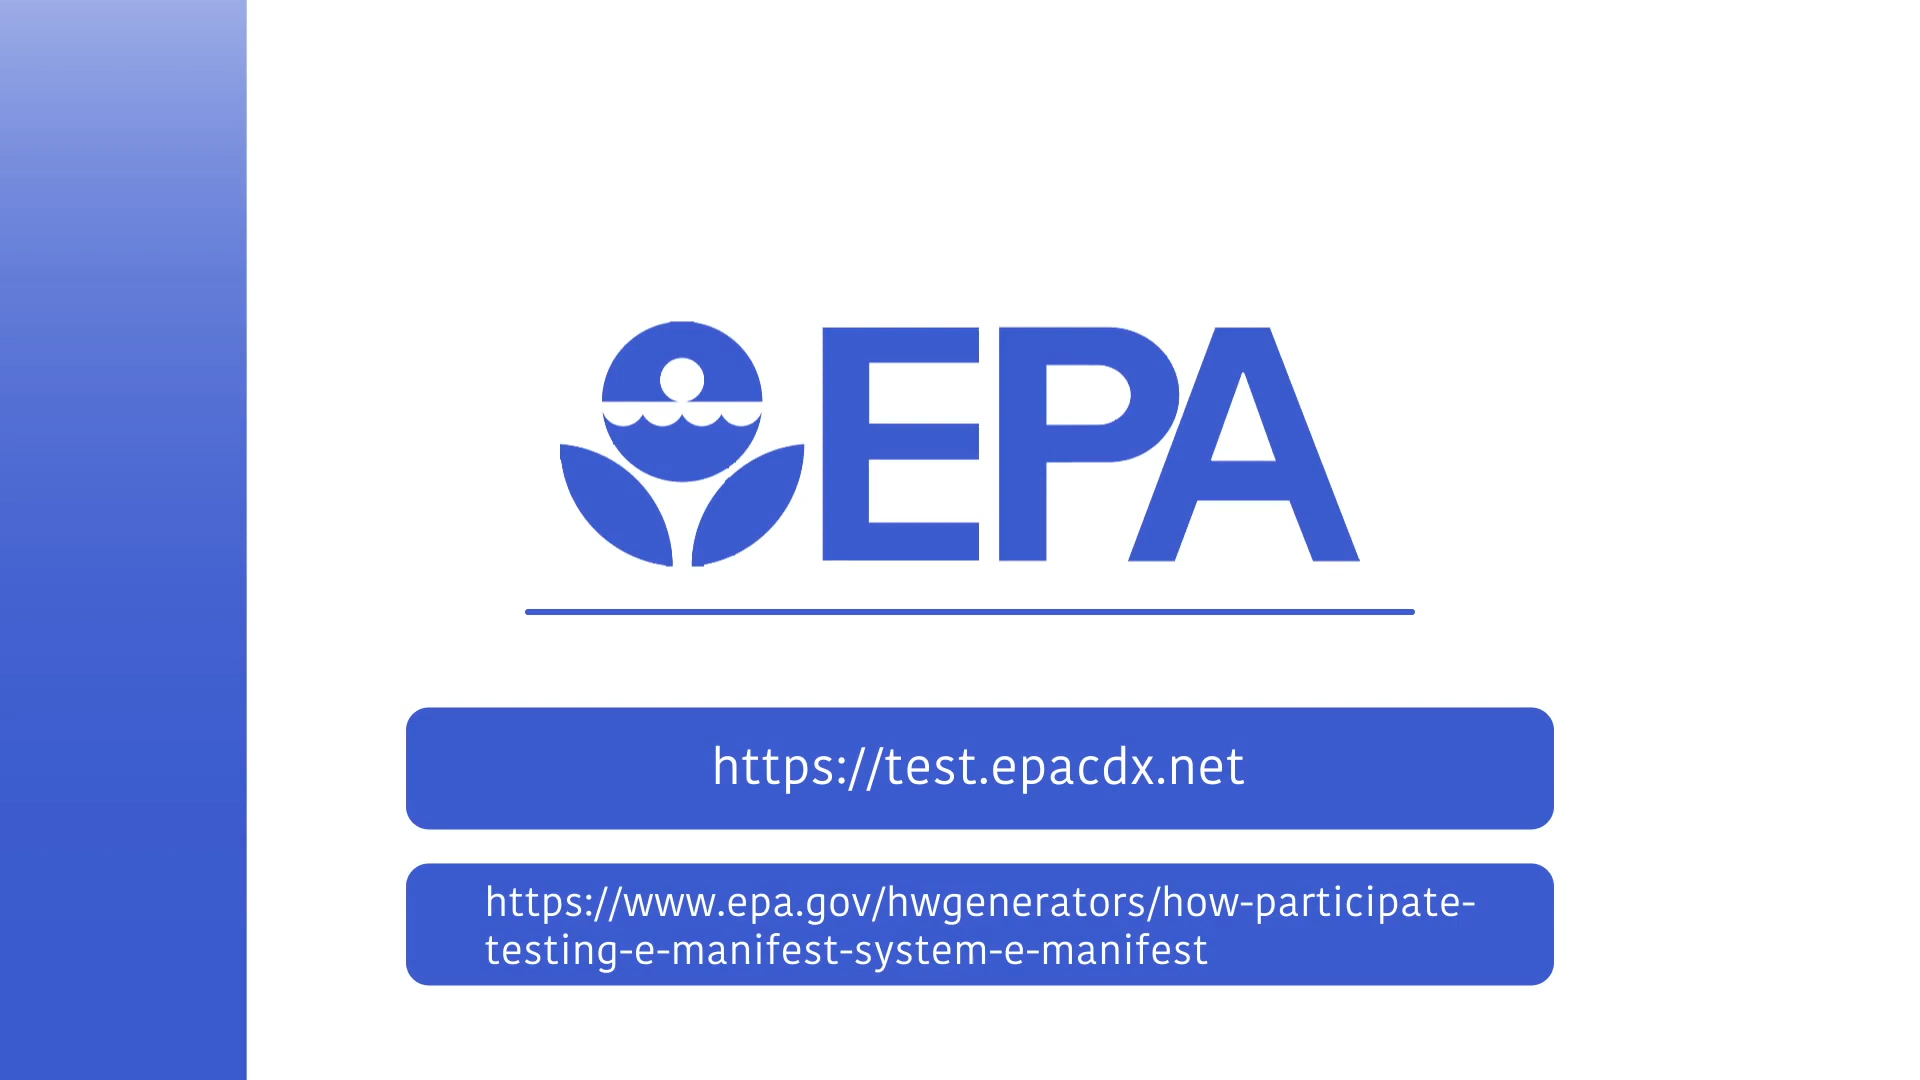 EPA
https://test.epacdx.net
https://www.epa.gov/hwgenerators/how-participate-
testing-e-manifest-system-e-manifest